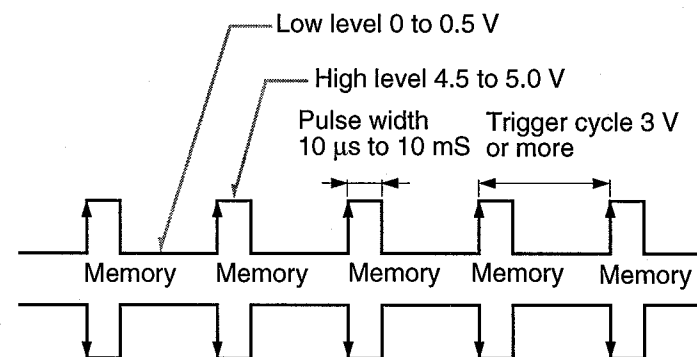 Low level 0 to 0.5 V
High level 4.5 to 5.0 V
Pulse width
10 μs to 10 mS
Trigger cycle 3 V
or more
Memory Memory Memory Memory Memory